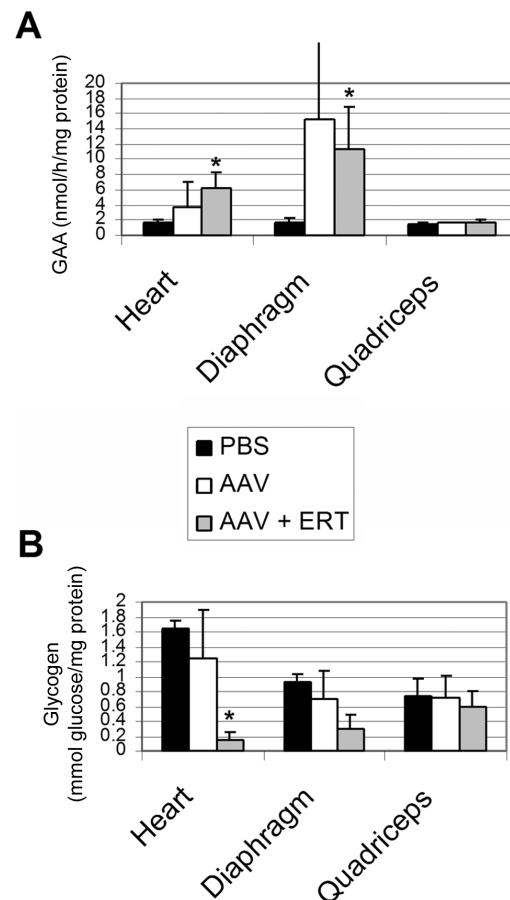 A
GAA (nmol/h/mg protein)
20
18
16
14
12
10
8
6
4
2
0
*
*
Heart
Diaphragm
Quadriceps
PBS
AAV
AAV + ERT
B
Glycogen
(mmol glucose/mg protein)
2
1.8
1.6
1.4
1.2
1
0.8
0.6
0.4
0.2
0
*
Heart
Diaphragm
Quadriceps